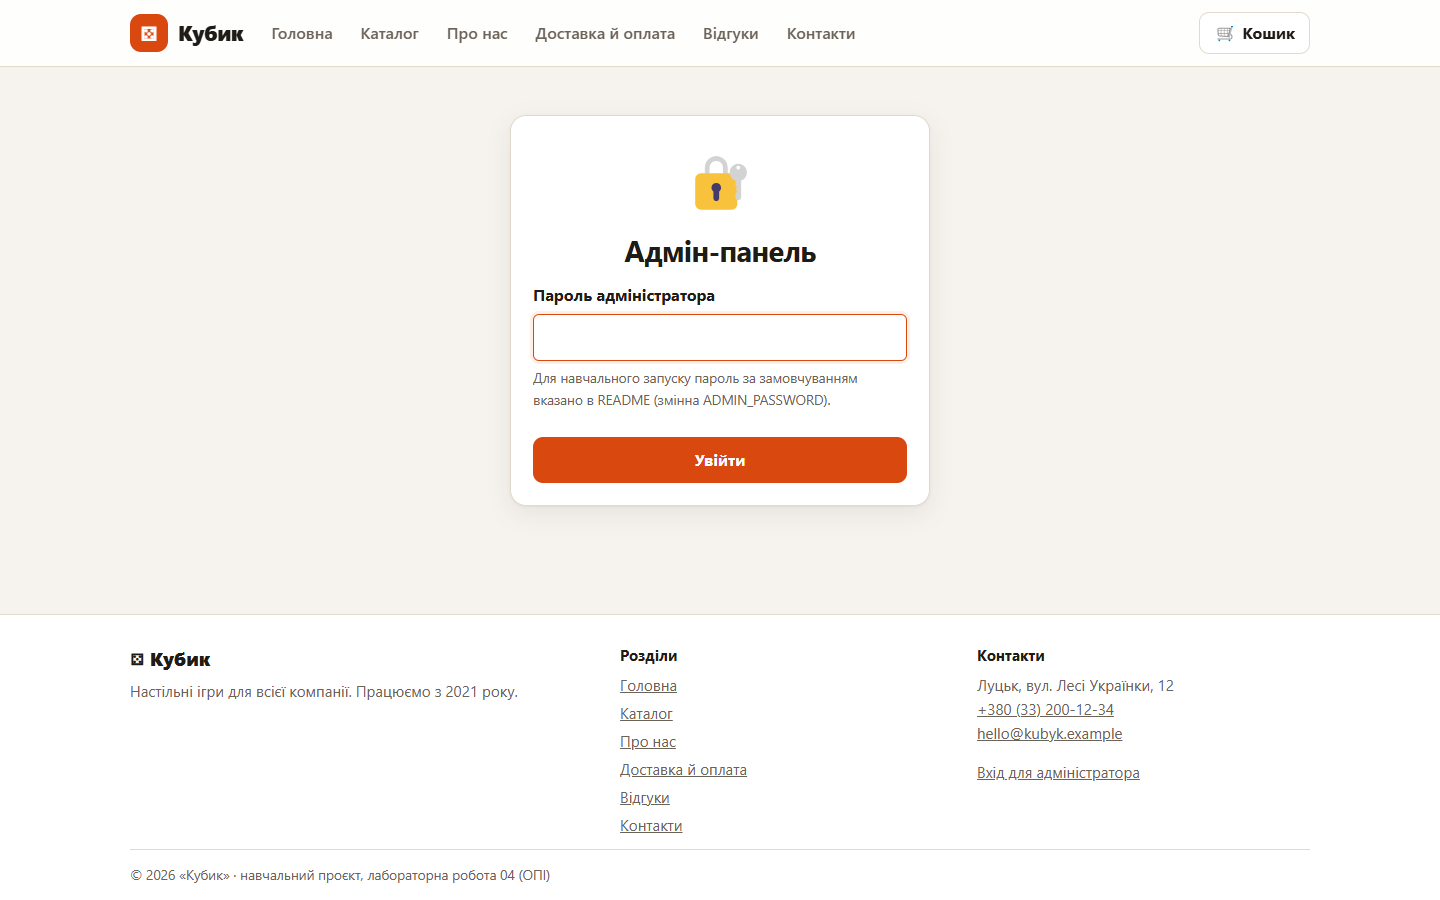 Кубик
Головна
Каталог
Про нас
Доставка й оплата
Відгуки
Контакти
Кошик
Адмін-панель
Пароль адміністратора
Для навчального запуску пароль за замовчуванням
вказано в README (змінна ADMIN_PASSWORD).
Увійти
Кубик
Настільні ігри для всієї компанії. Працюємо з 2021 року.
Розділи
Головна
Каталог
Про нас
Доставка й оплата
Відгуки
Контакти
Контакти
Луцьк, вул. Лесі Українки, 12
+380 (33) 200-12-34
hello@kubyk.example
Вхід для адміністратора
© 2026 «Кубик» · навчальний проєкт, лабораторна робота 04 (ОПІ)